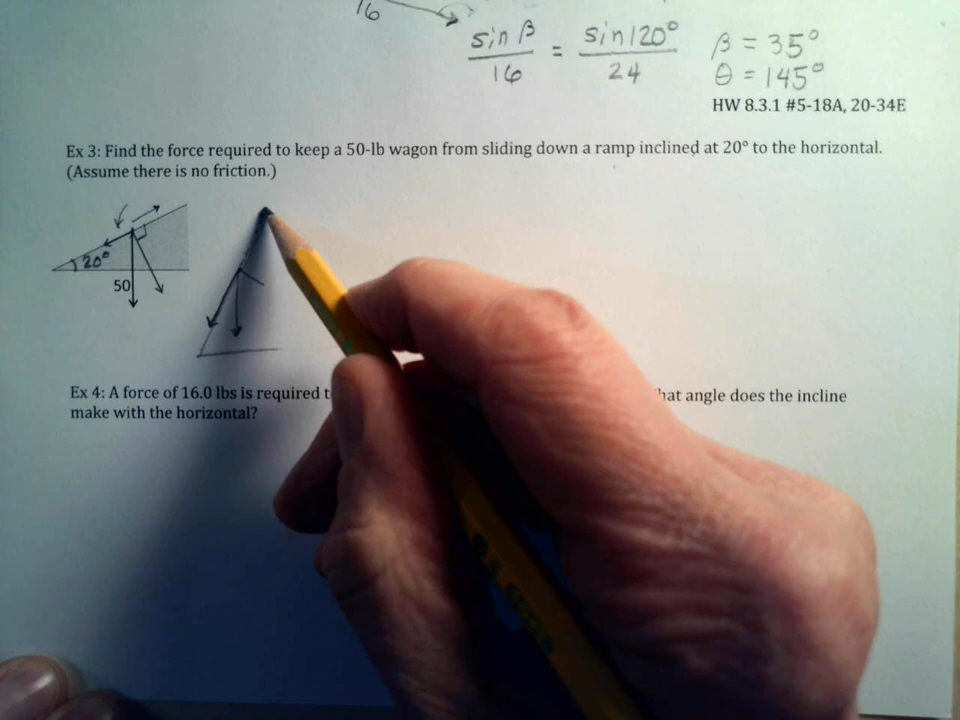 16
sin β / 16 = sin 120° / 24 β = 35°
θ = 145°
HW 8.3.1 #5-18A, 20-34E
Ex 3: Find the force required to keep a 50-lb wagon from sliding down a ramp inclined at 20° to the horizontal.
(Assume there is no friction.)
20°
50
Ex 4: A force of 16.0 lbs is required angle does the incline
make with the horizontal?